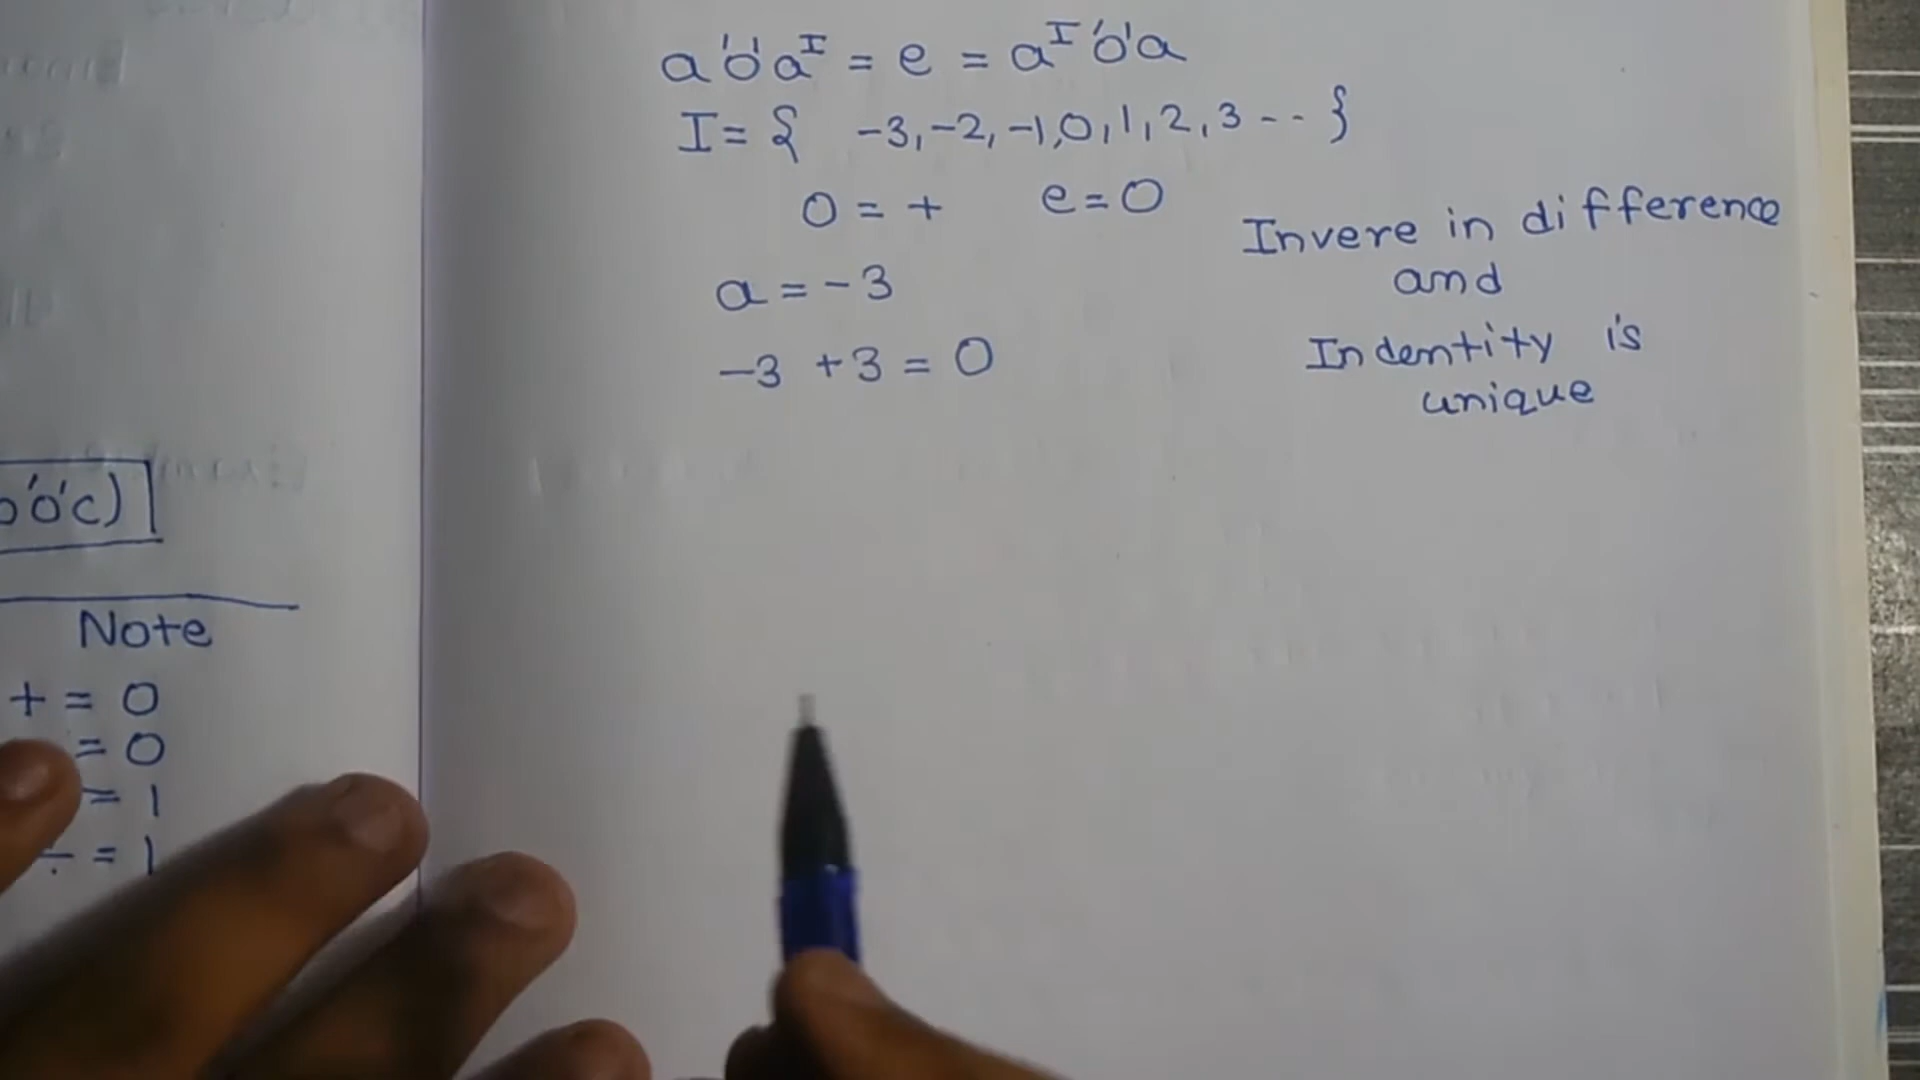 a 'o' a^I = e = a^I 'o' a
I = { -3, -2, -1, 0, 1, 2, 3 -- }
0 = + e = 0
a = -3
-3 +3 = 0
Invere in difference
and
Indentity is
unique
'o' c)
Note
+ = 0
= 0
= 1
÷ = 1